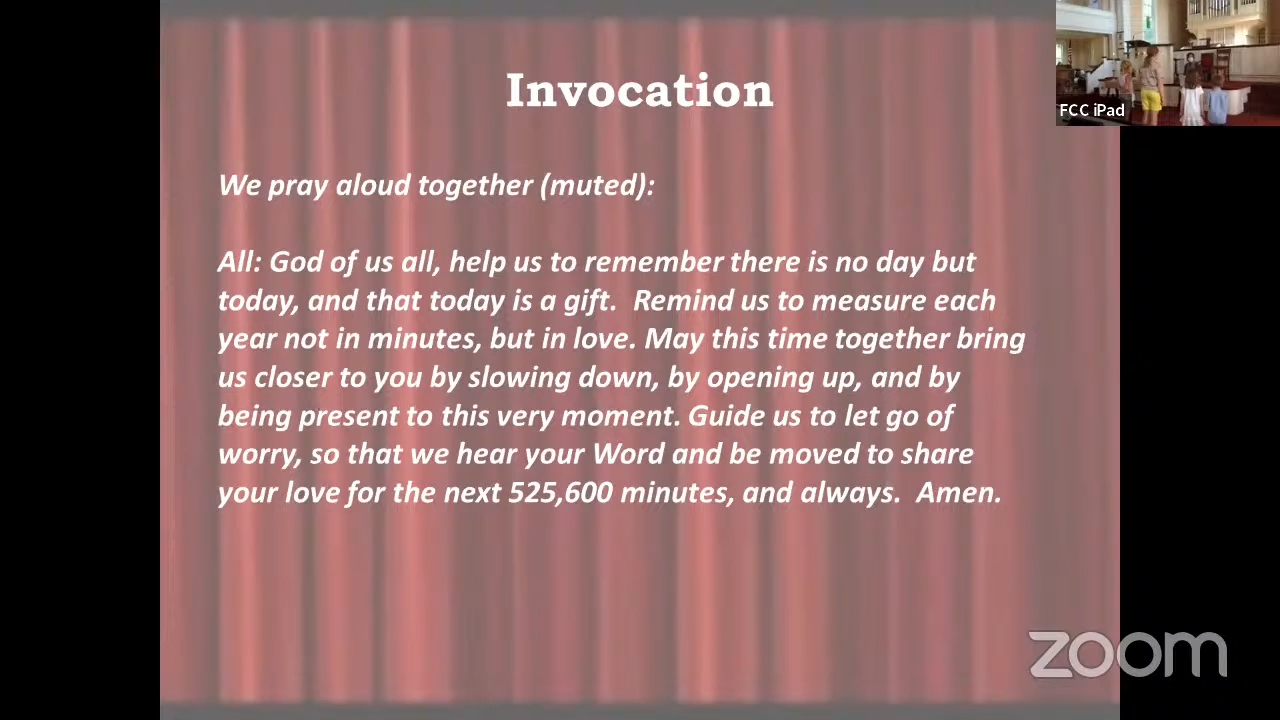 Invocation
FCC iPad
We pray aloud together (muted):
All: God of us all, help us to remember there is no day but
today, and that today is a gift.  Remind us to measure each
year not in minutes, but in love. May this time together bring
us closer to you by slowing down, by opening up, and by
being present to this very moment. Guide us to let go of
worry, so that we hear your Word and be moved to share
your love for the next 525,600 minutes, and always.  Amen.
zoom